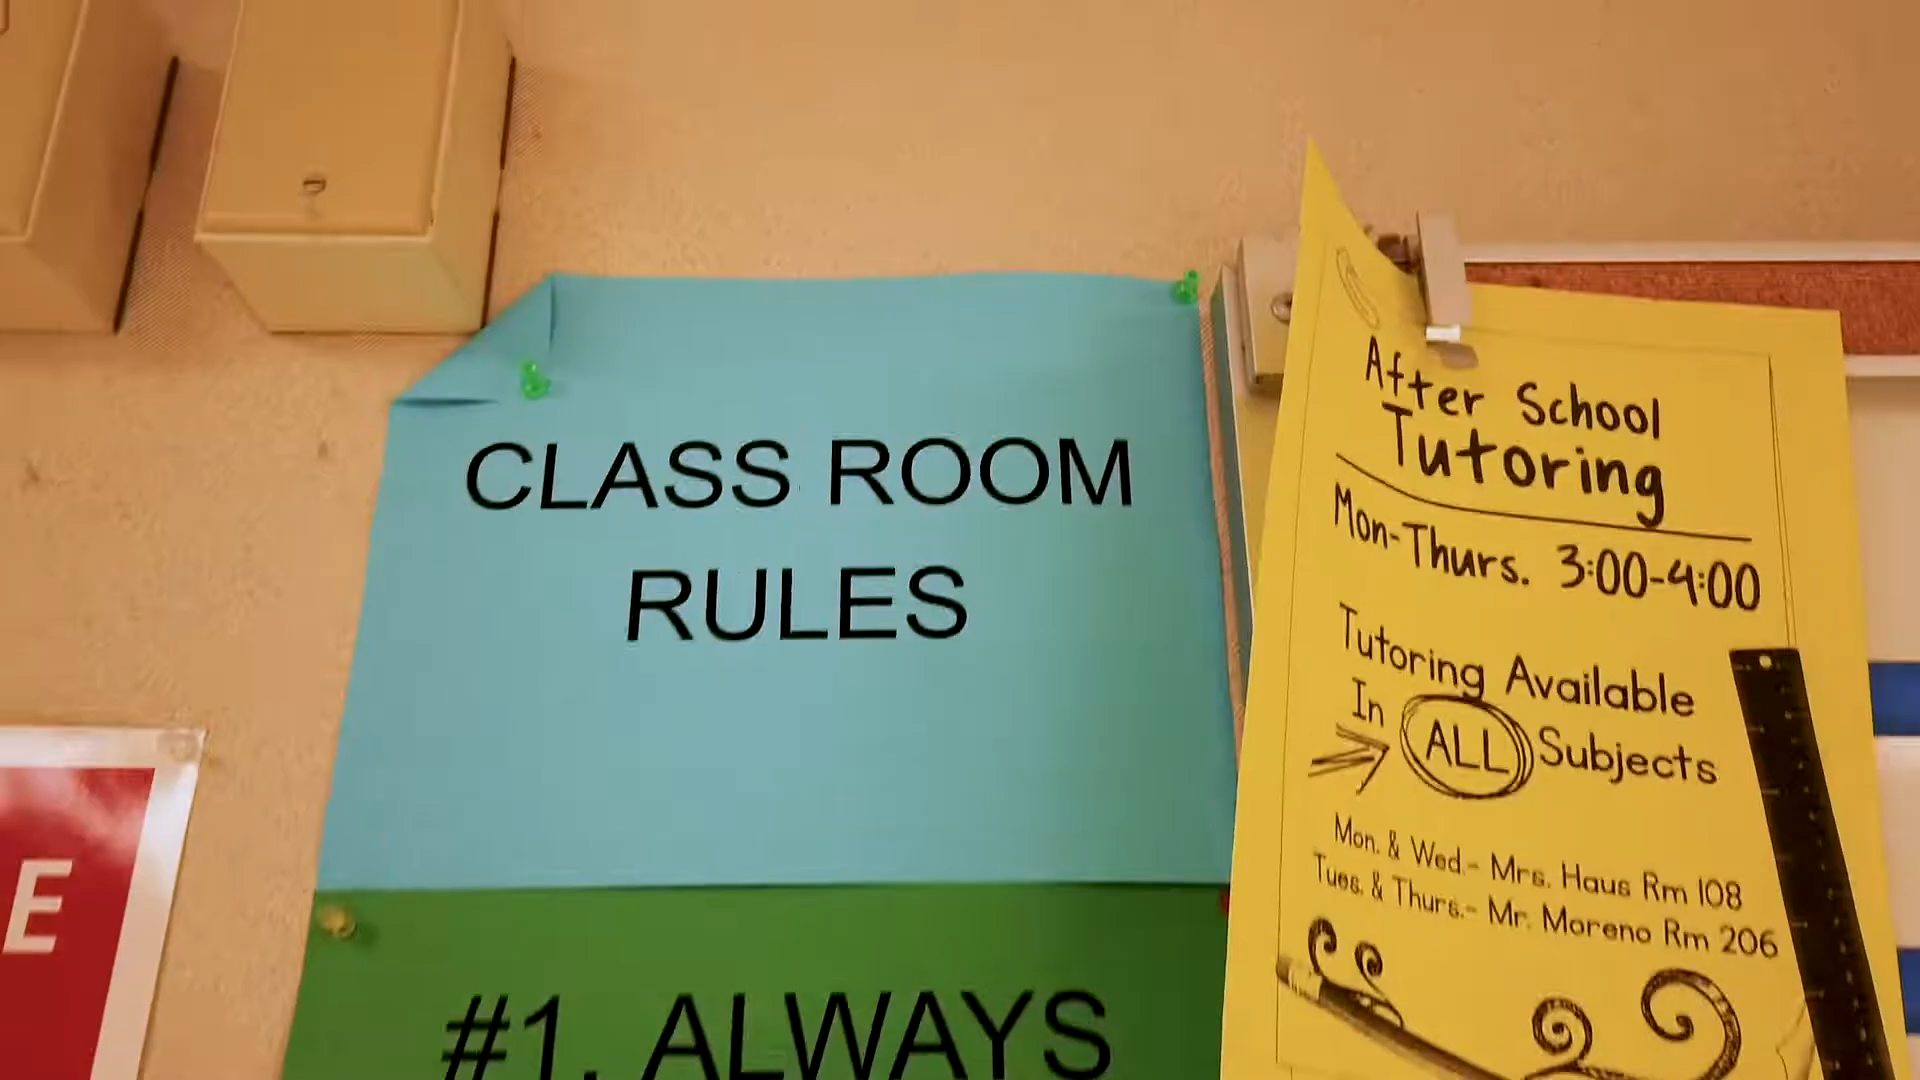 CLASS ROOM
RULES
#1. ALWAYS
After School
Tutoring
Mon-Thurs. 3:00-4:00
Tutoring Available
In ALL Subjects
Mon. & Wed.- Mrs. Haus Rm 108
Tues. & Thurs.- Mr. Moreno Rm 206
E